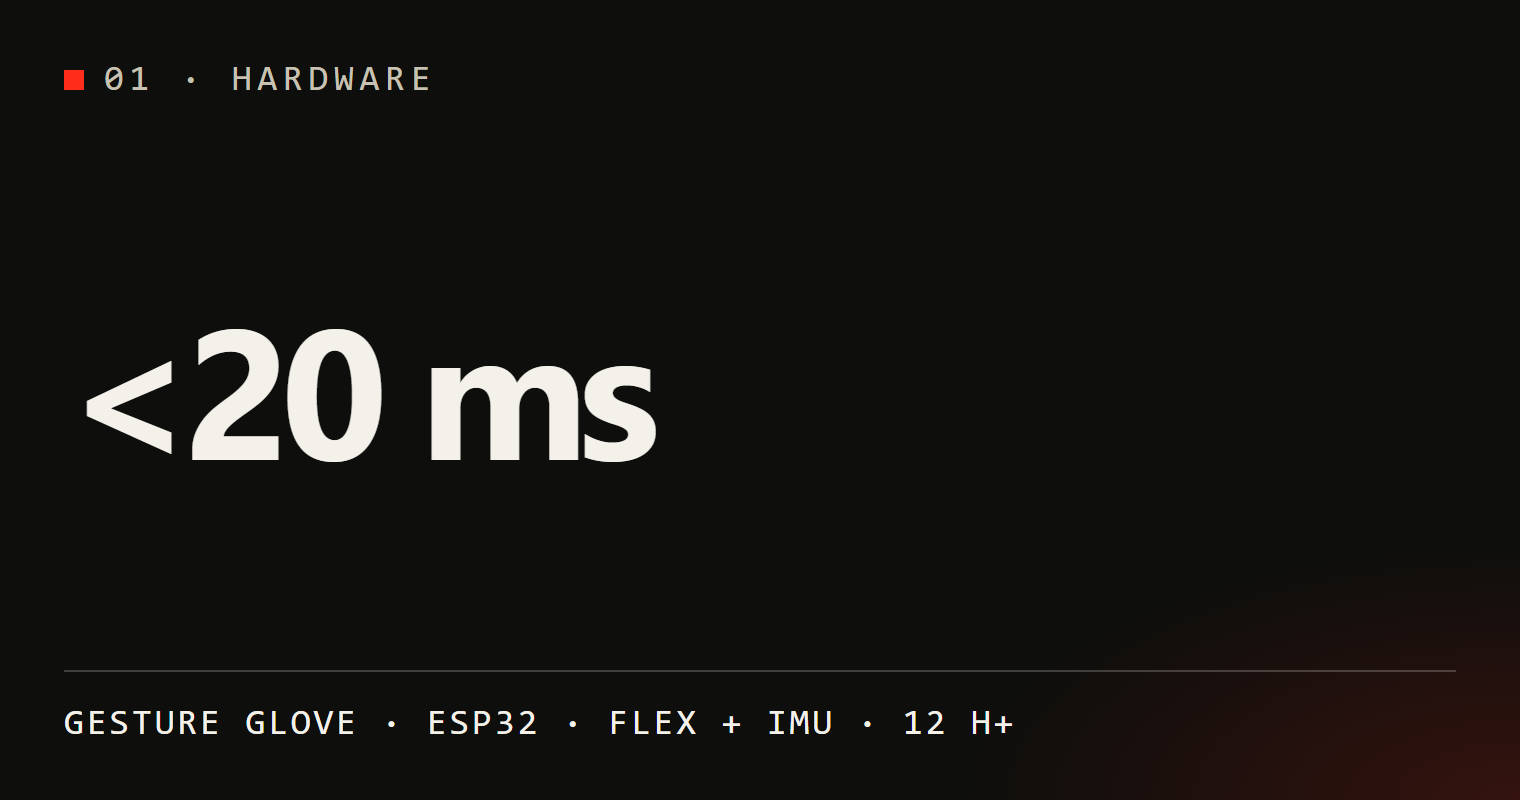 01 · HARDWARE
<20 ms
GESTURE GLOVE · ESP32 · FLEX + IMU · 12 H+